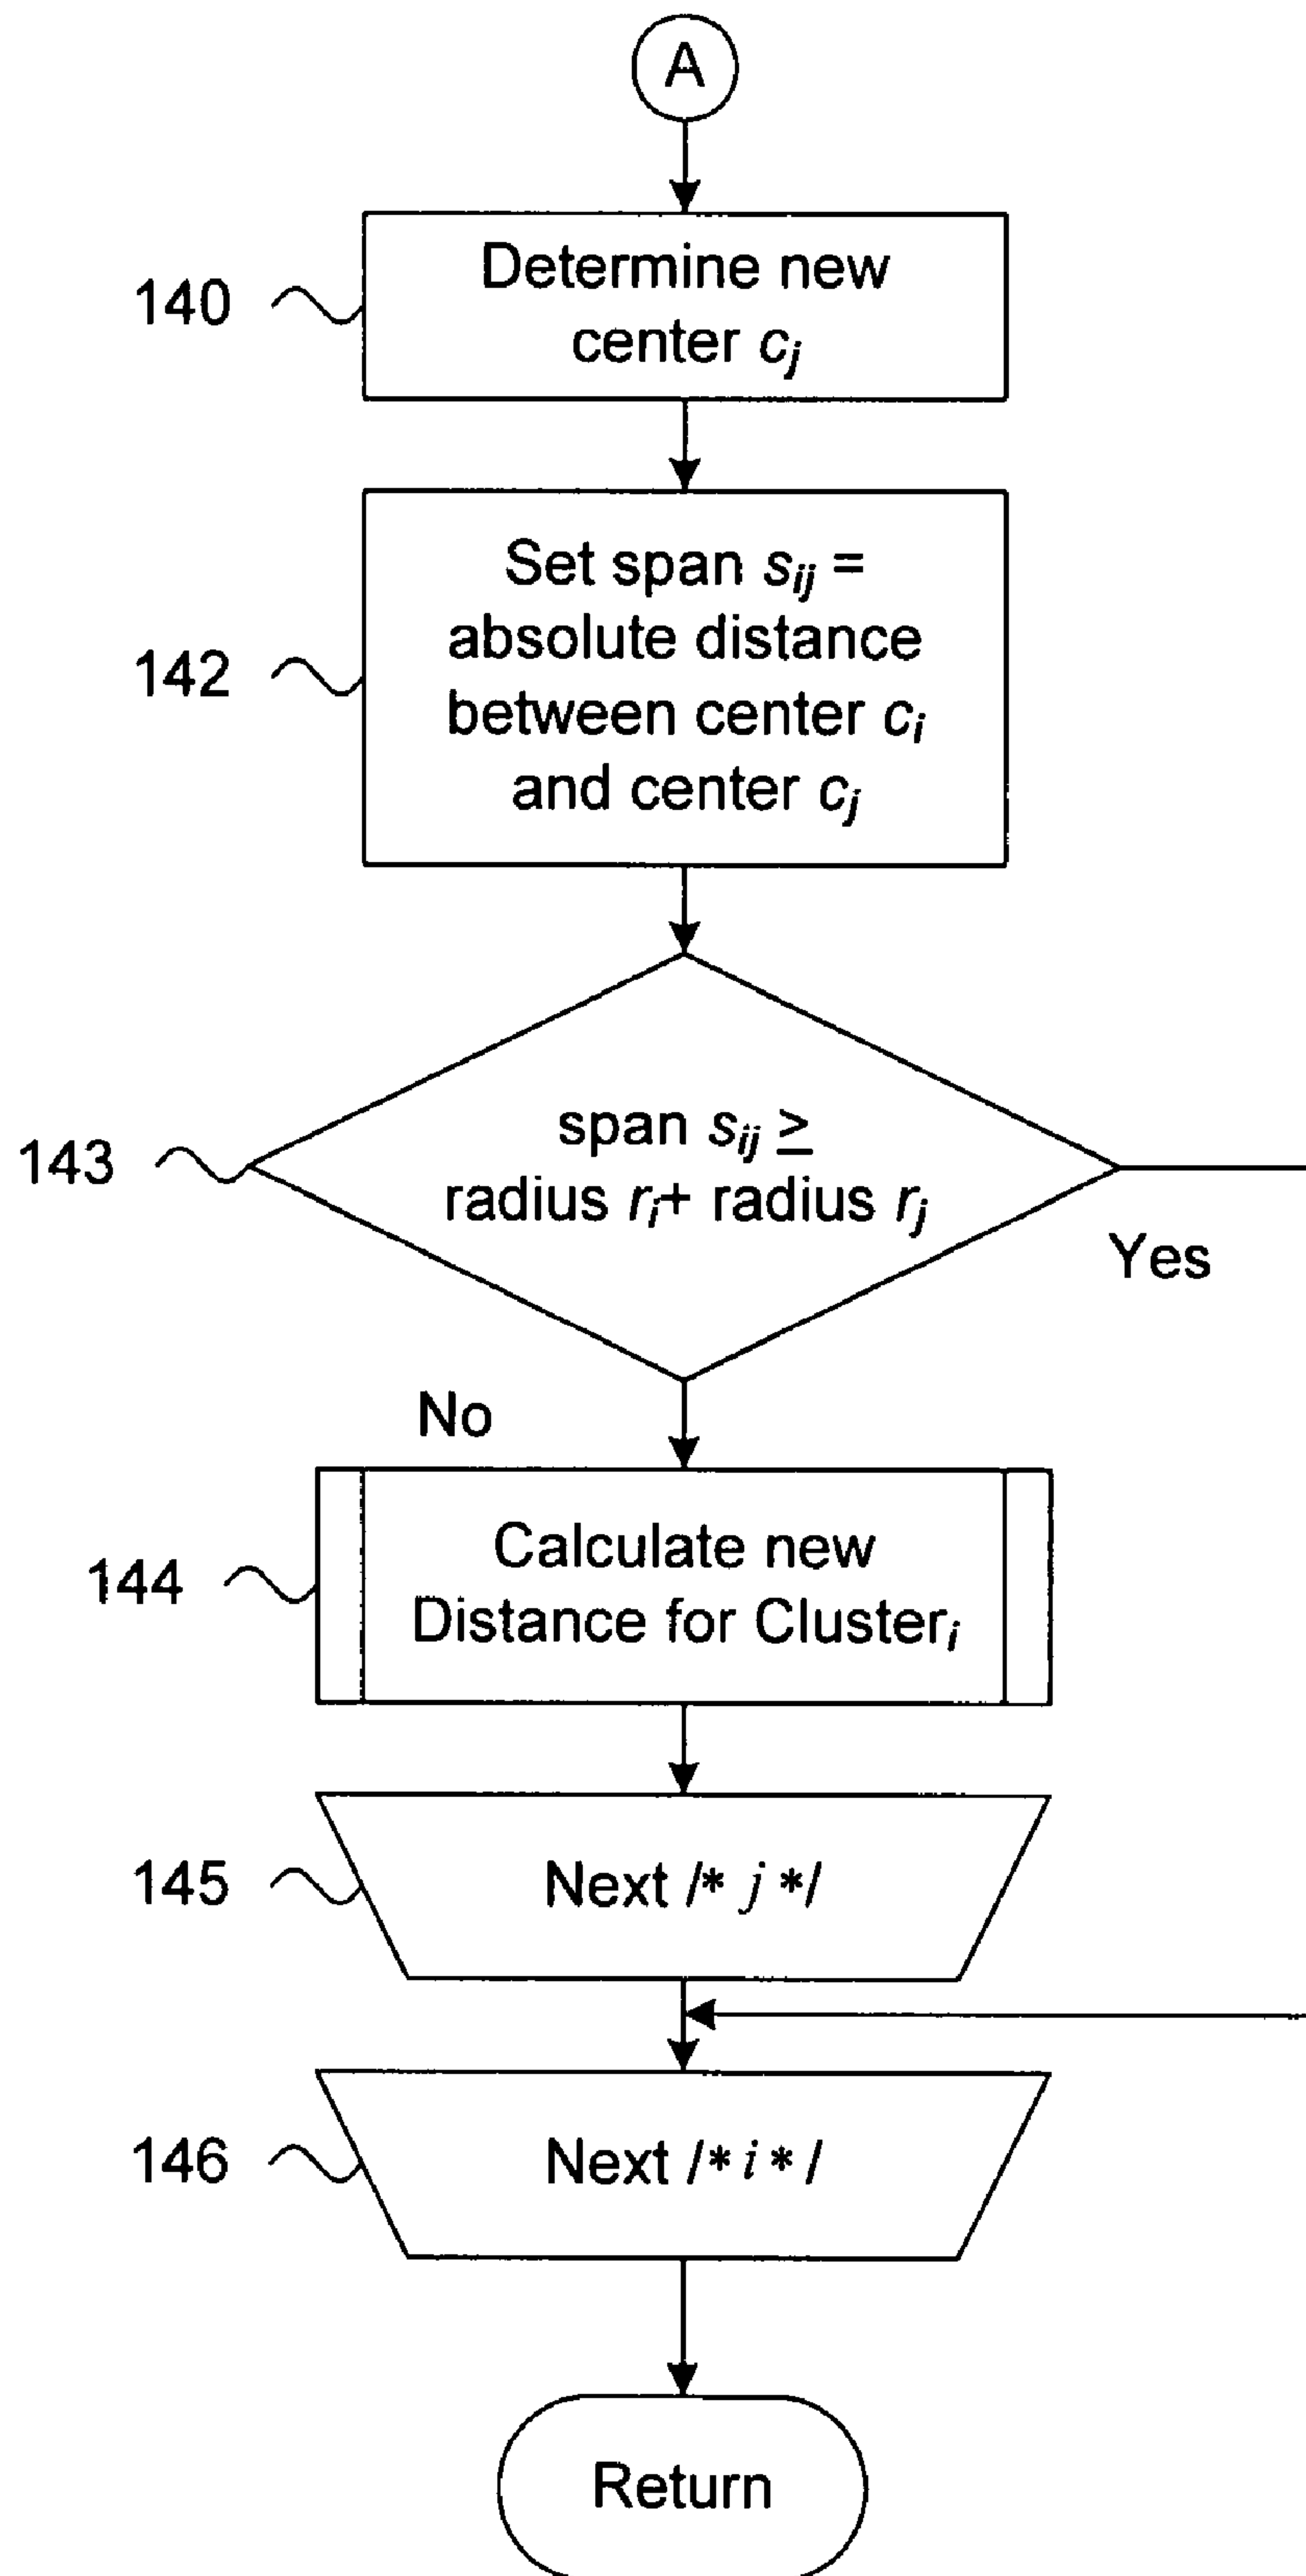 A
140
Determine new
center cj
142
Set span sij =
absolute distance
between center ci
and center cj
143
span sij ≥
radius ri+ radius rj
Yes
No
144
Calculate new
Distance for Clusteri
145
Next /* j */
146
Next /* i */
Return